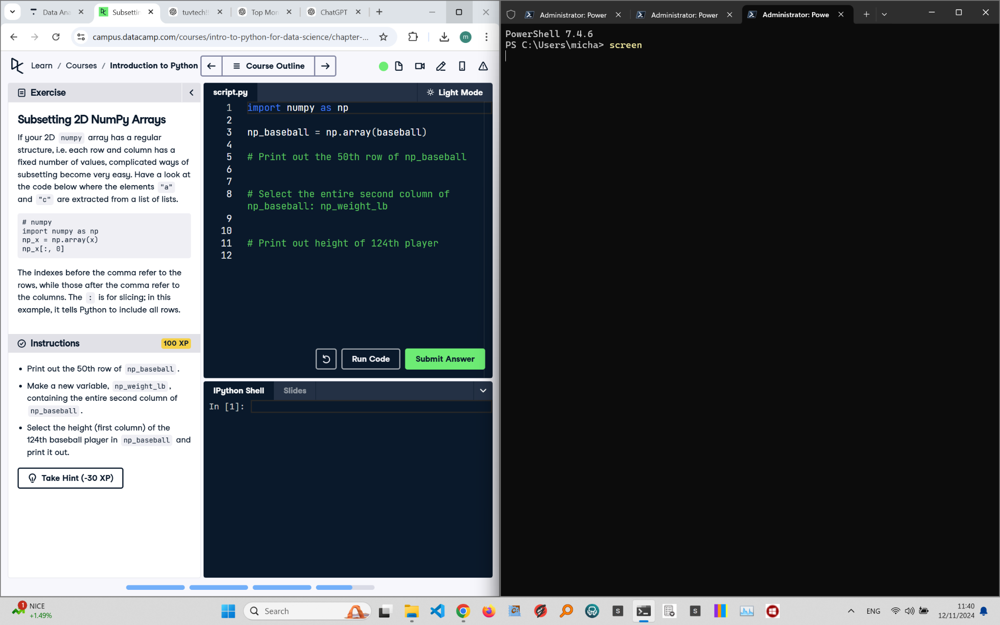 Data Ana
Subsettin
tuvtech!!
Top Mon
ChatGPT
campus.datacamp.com/courses/intro-to-python-for-data-science/chapter-...
m
Learn / Courses / Introduction to Python
Course Outline
Exercise
Subsetting 2D NumPy Arrays
If your 2D numpy array has a regular
structure, i.e. each row and column has a
fixed number of values, complicated ways of
subsetting become very easy. Have a look at
the code below where the elements "a"
and "c" are extracted from a list of lists.
# numpy
import numpy as np
np_x = np.array(x)
np_x[:, 0]
The indexes before the comma refer to the
rows, while those after the comma refer to
the columns. The : is for slicing; in this
example, it tells Python to include all rows.
Instructions
100 XP
• Print out the 50th row of np_baseball.
• Make a new variable, np_weight_lb,
containing the entire second column of
np_baseball.
• Select the height (first column) of the
124th baseball player in np_baseball and
print it out.
Take Hint (-30 XP)
script.py
Light Mode
1 import numpy as np
2
3 np_baseball = np.array(baseball)
4
5 # Print out the 50th row of np_baseball
6
7
8 # Select the entire second column of
np_baseball: np_weight_lb
9
10
11 # Print out height of 124th player
12
Run Code
Submit Answer
IPython Shell
Slides
In [1]:
Administrator: Power
Administrator: Power
Administrator: Powe
PowerShell 7.4.6
PS C:\Users\micha> screen
1
NICE
+1.49%
Search
S
S
ENG
11:40
12/11/2024